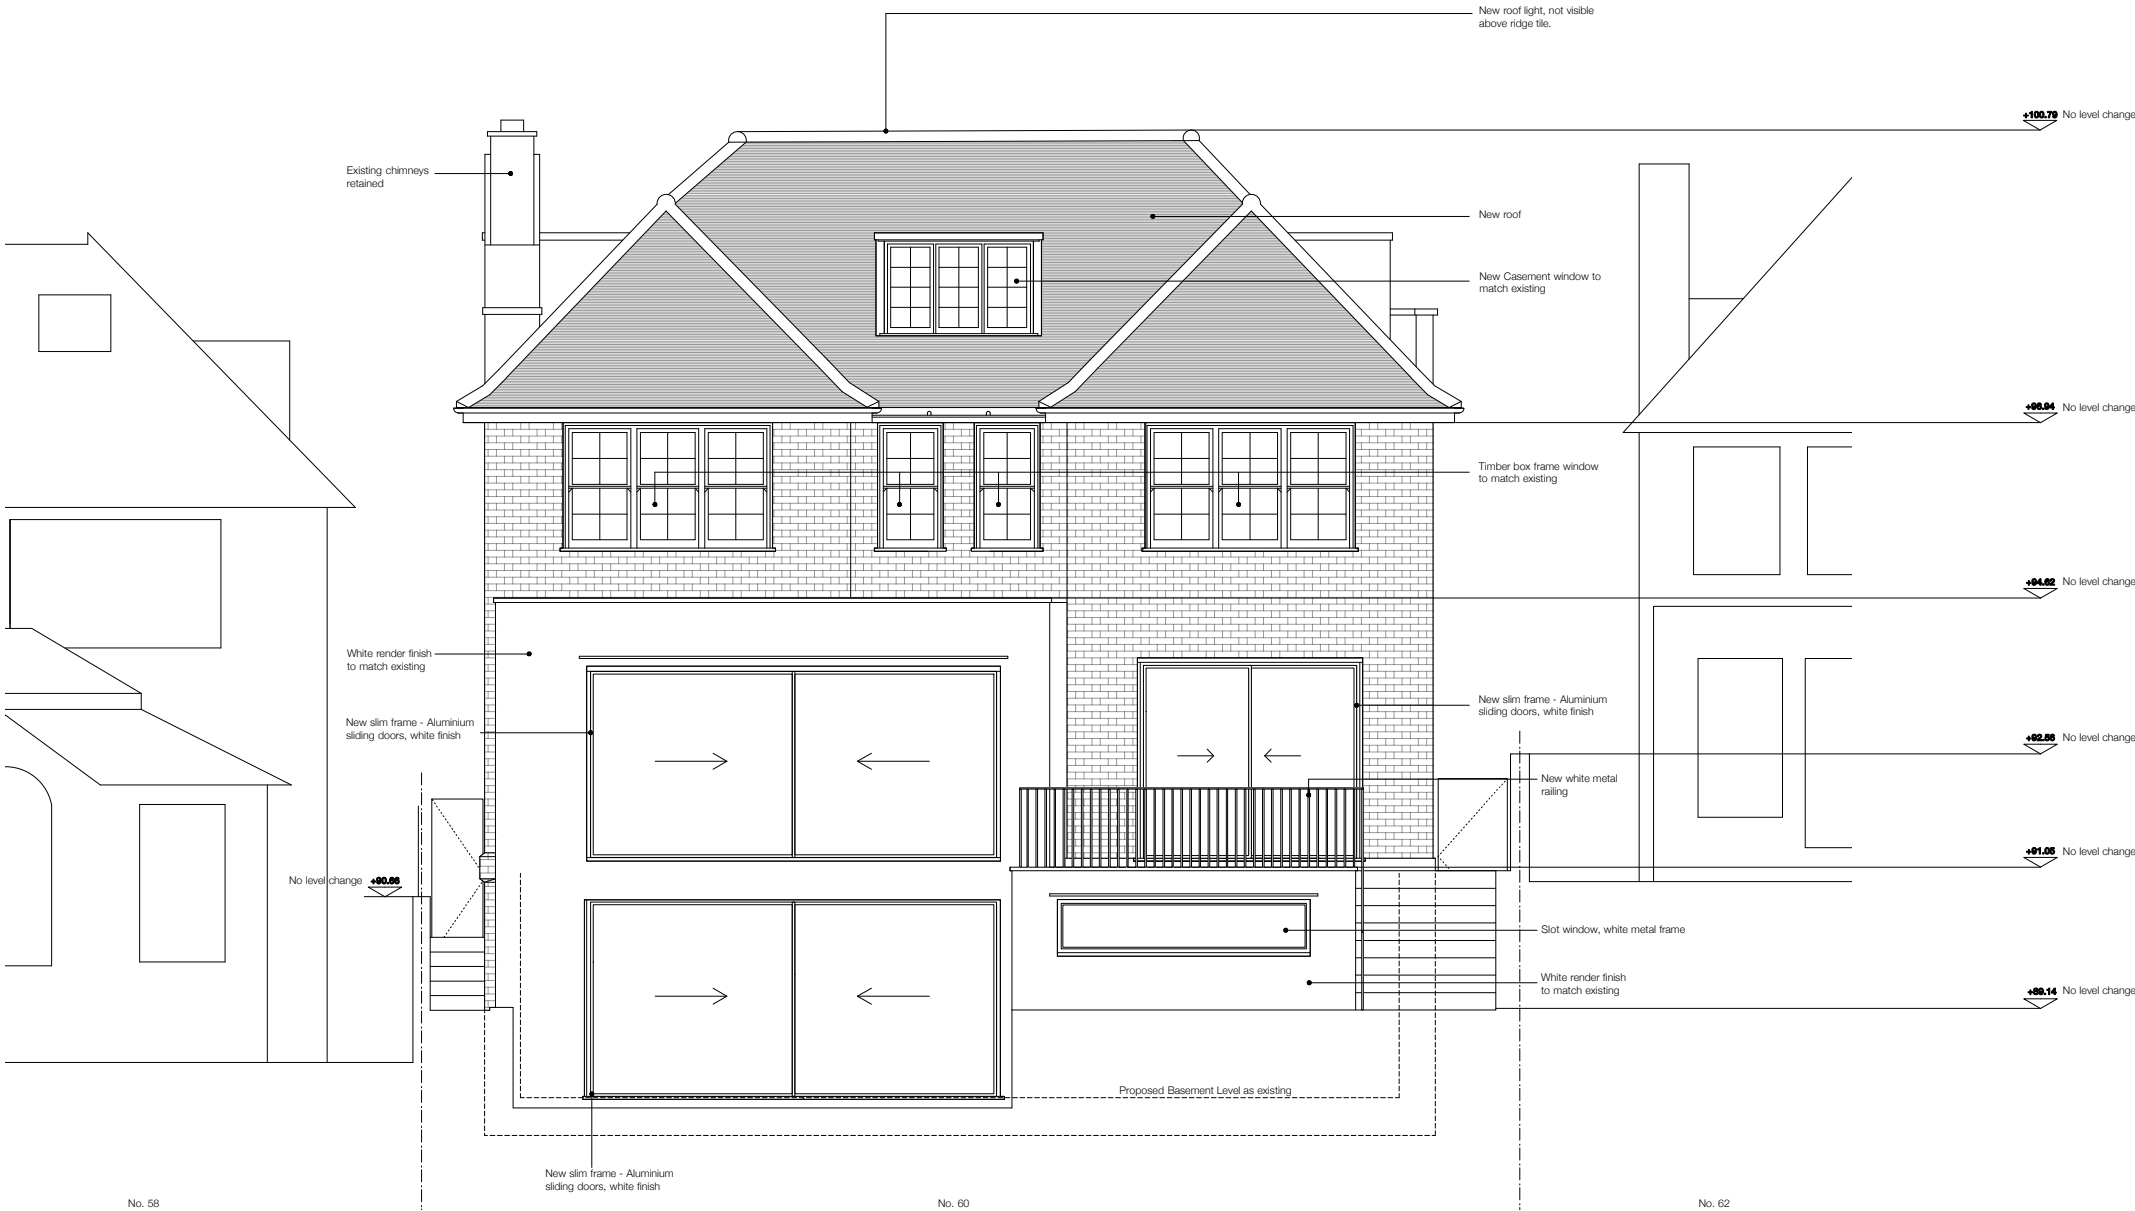 New roof light, not visible
above ridge tile.
+100.79 No level change
Existing chimneys
retained
New roof
New Casement window to
match existing
+96.94 No level change
Timber box frame window
to match existing
+94.62 No level change
White render finish
to match existing
New slim frame - Aluminium
sliding doors, white finish
New slim frame - Aluminium
sliding doors, white finish
+92.56 No level change
New white metal
railing
+91.05 No level change
No level change +90.66
Slot window, white metal frame
White render finish
to match existing
+89.14 No level change
Proposed Basement Level as existing
New slim frame - Aluminium
sliding doors, white finish
No. 58
No. 60
No. 62